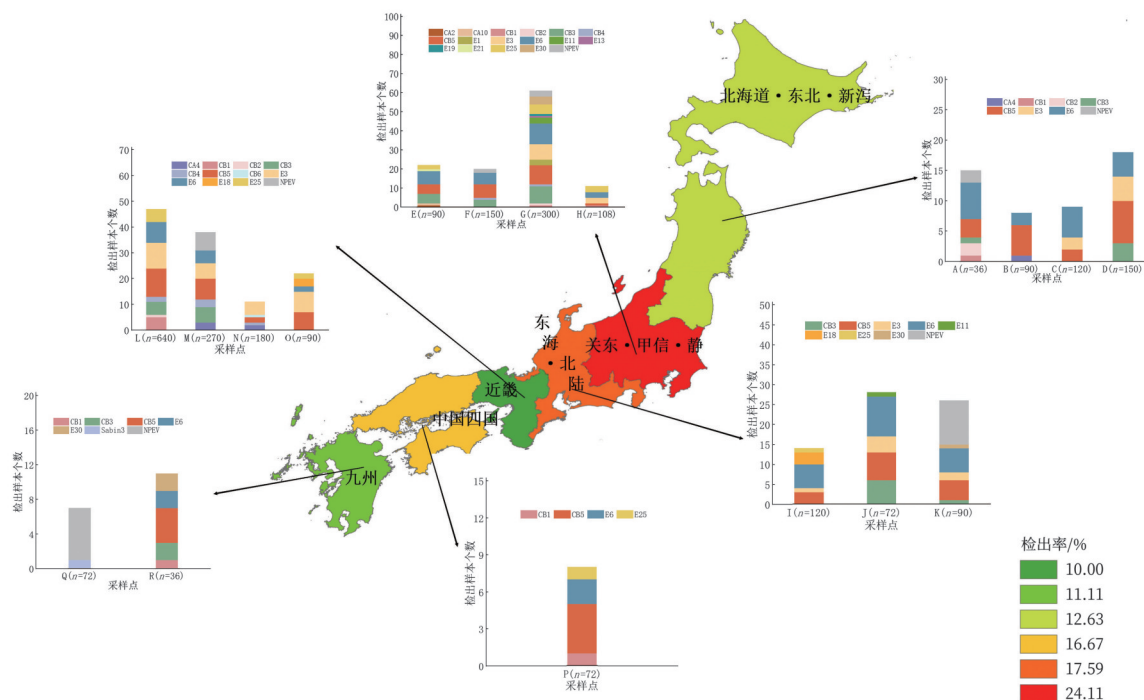 100
90
80
70
60
50
40
30
20
10
0
检出样本个数
CA2 CA10 CB1 CB2 CB3 CB4
CB5 E1 E3 E6 E11 E13
E19 E21 E25 E30 NPEV
E(n=90) F(n=150) G(n=300) H(n=108)
采样点
北海道·东北·新泻
30
25
20
15
10
5
0
检出样本个数
CA4 CB1 CB2 CB3
CB5 E3 E6 NPEV
A(n=36) B(n=90) C(n=120) D(n=150)
采样点
70
60
50
40
30
20
10
0
检出样本个数
CA4 CB1 CB2 CB3
CB4 CB5 CB6 E3
E6 E18 E25 NPEV
L(n=640) M(n=270) N(n=180) O(n=90)
采样点
东海·北陆
关东·甲信·静
近畿
中国四国
九州
50
45
40
35
30
25
20
15
10
5
0
检出样本个数
CB3 CB5 E3 E6 E11
E18 E25 E30 NPEV
I(n=120) J(n=72) K(n=90)
采样点
20
16
12
8
4
0
检出样本个数
CB1 CB3 CB5 E6
E30 Sabin3 NPEV
Q(n=72) R(n=36)
采样点
15
12
9
6
3
0
检出样本个数
CB1 CB5 E6 E25
P(n=72)
采样点
检出率/%
10.00
11.11
12.63
16.67
17.59
24.11